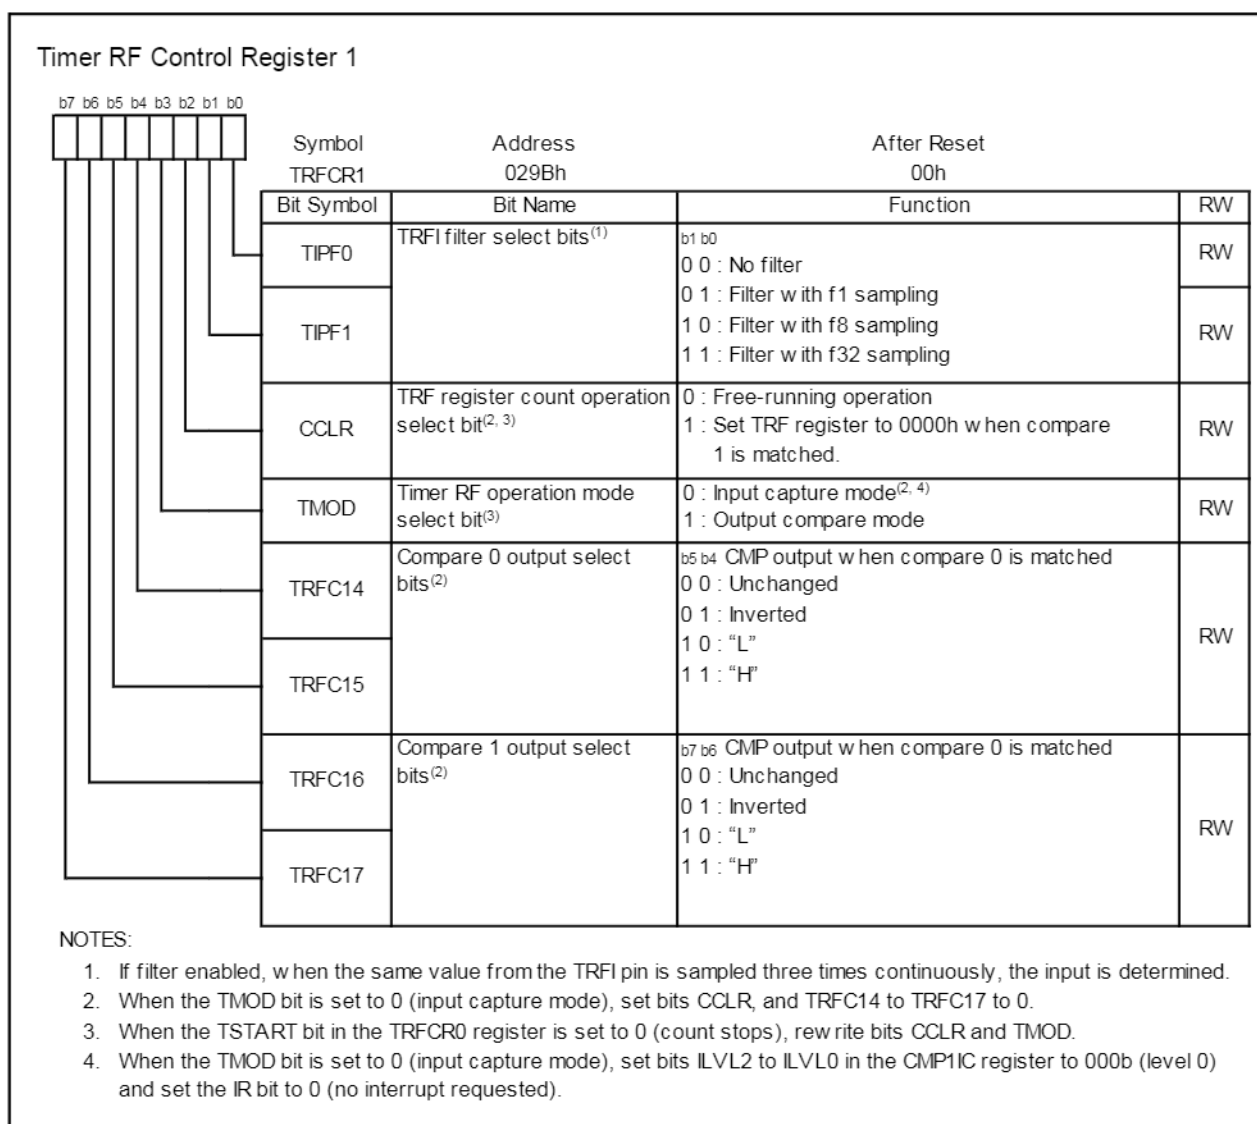 Timer RF Control Register 1
b7 b6 b5 b4 b3 b2 b1 b0
Symbol Address After Reset
TRFCR1 029Bh 00h
Bit Symbol Bit Name Function RW
TIPF0 TRFI filter select bits(1) b1 b0 RW
0 0 : No filter
0 1 : Filter with f1 sampling
TIPF1 1 0 : Filter with f8 sampling RW
1 1 : Filter with f32 sampling
CCLR TRF register count operation 0 : Free-running operation RW
select bit(2, 3) 1 : Set TRF register to 0000h when compare
1 is matched.
TMOD Timer RF operation mode 0 : Input capture mode(2, 4) RW
select bit(3) 1 : Output compare mode
TRFC14 Compare 0 output select b5 b4 CMP output when compare 0 is matched RW
bits(2) 0 0 : Unchanged
0 1 : Inverted
1 0 : “L”
TRFC15 1 1 : “H”
TRFC16 Compare 1 output select b7 b6 CMP output when compare 0 is matched RW
bits(2) 0 0 : Unchanged
0 1 : Inverted
1 0 : “L”
TRFC17 1 1 : “H”
NOTES:
1. If filter enabled, when the same value from the TRFI pin is sampled three times continuously, the input is determined.
2. When the TMOD bit is set to 0 (input capture mode), set bits CCLR, and TRFC14 to TRFC17 to 0.
3. When the TSTART bit in the TRFCR0 register is set to 0 (count stops), rewrite bits CCLR and TMOD.
4. When the TMOD bit is set to 0 (input capture mode), set bits ILVL2 to ILVL0 in the CMP1IC register to 000b (level 0)
and set the IR bit to 0 (no interrupt requested).